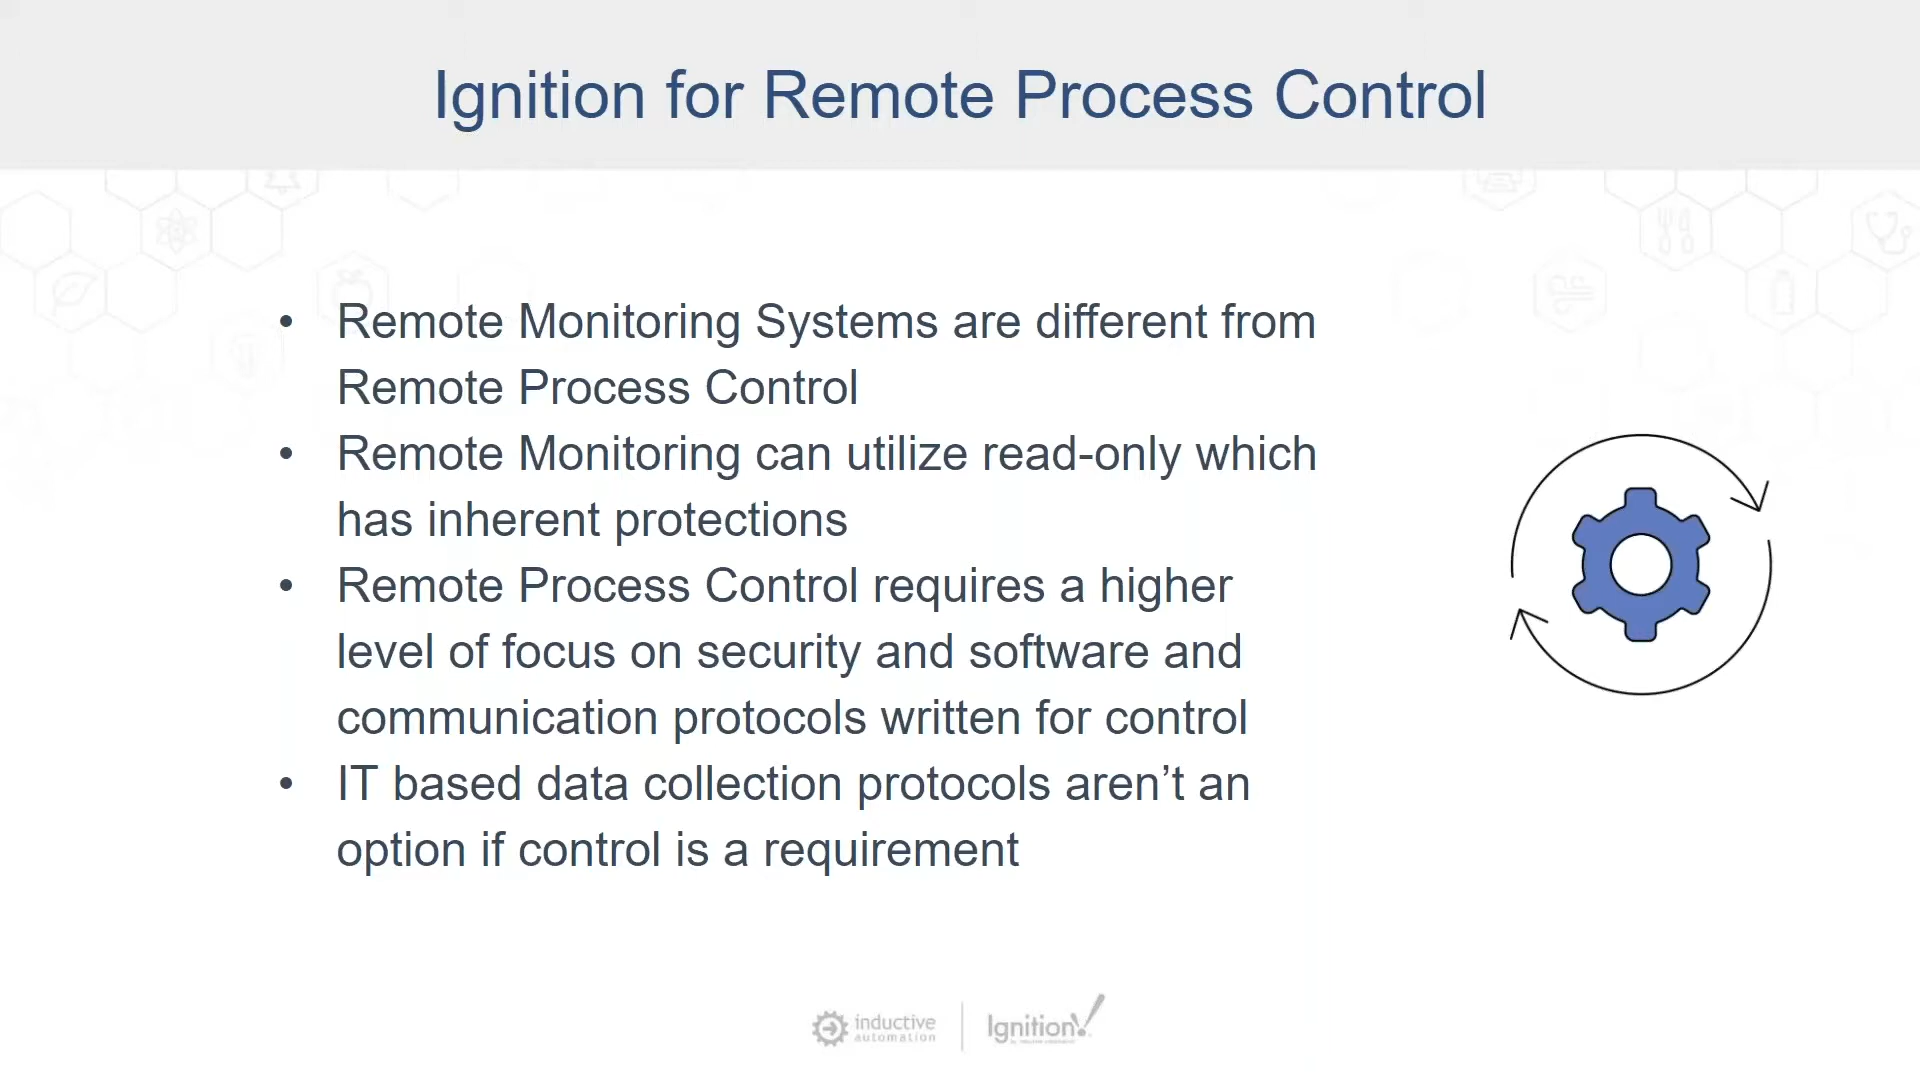 Ignition for Remote Process Control
• Remote Monitoring Systems are different from
Remote Process Control
• Remote Monitoring can utilize read-only which
has inherent protections
• Remote Process Control requires a higher
level of focus on security and software and
communication protocols written for control
• IT based data collection protocols aren’t an
option if control is a requirement
inductive
automation
Ignition!